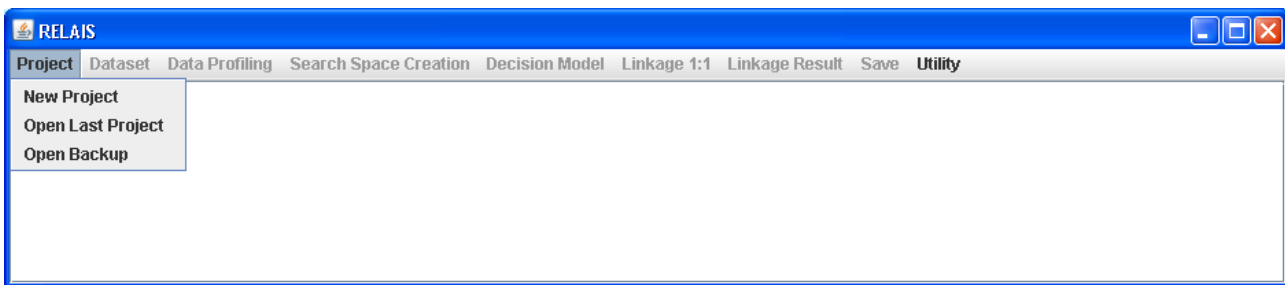 RELAIS
Project Dataset Data Profiling Search Space Creation Decision Model Linkage 1:1 Linkage Result Save Utility
New Project
Open Last Project
Open Backup